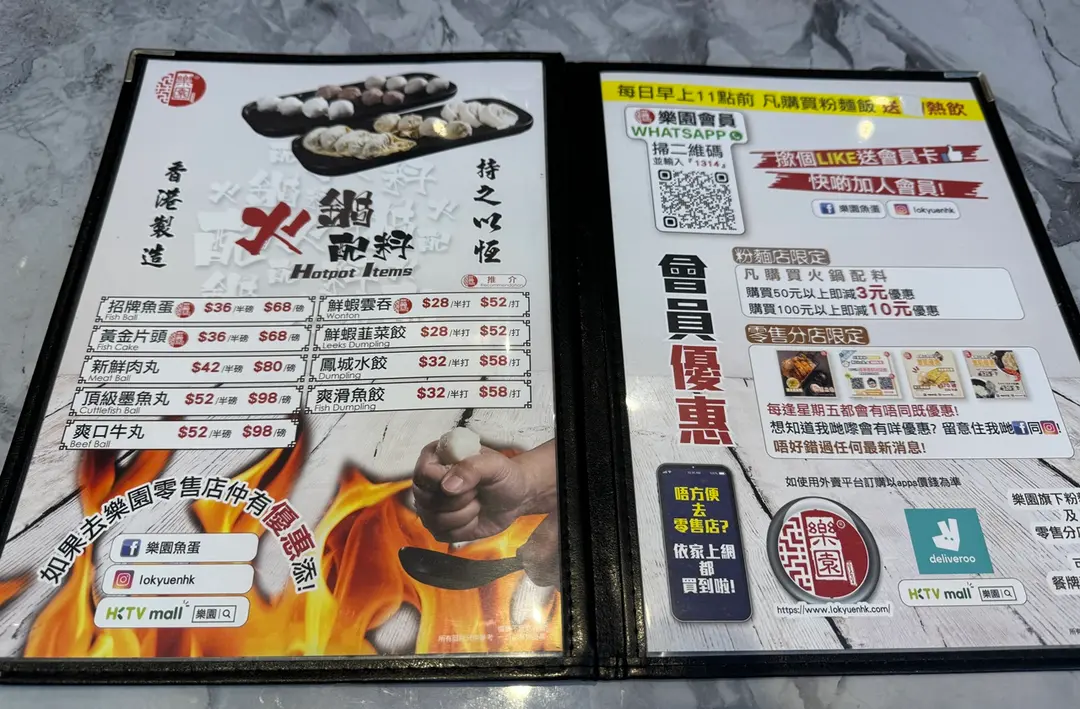 樂園
香港製造
持之以恆
火鍋配料
Hotpot Items
推介
招牌魚蛋 $36/半磅 $68/磅
Fish Ball
黃金片頭 $36/半磅 $68/磅
Fish Cake
新鮮肉丸 $42/半磅 $80/磅
Meat Ball
頂級墨魚丸 $52/半磅 $98/磅
Cuttlefish Ball
爽口牛丸 $52/半磅 $98/磅
Beef Ball
鮮蝦雲吞 $28/半打 $52/打
Wonton
鮮蝦韮菜餃 $28/半打 $52/打
Leeks Dumpling
鳳城水餃 $32/半打 $58/打
Dumpling
爽滑魚餃 $32/半打 $58/打
Fish Dumpling
如果去樂園零售店仲有優惠添!
樂園魚蛋
lokyuenhk
HKTV mall 樂園
每日早上11點前 凡購買粉麵飯 送 熱飲
樂園會員
WHATSAPP
掃二維碼
並輸入『1314』
撳個LIKE送會員卡
快啲加入會員!
樂園魚蛋 lokyuenhk
會員優惠
粉麵店限定
凡購買火鍋配料
購買50元以上即減3元優惠
購買100元以上即減10元優惠
零售分店限定
每逢星期五都會有唔同既優惠!
想知道我哋嚟會有咩優惠? 留意住我哋同!
唔好錯過任何最新消息!
如使用外賣平台訂購以apps價錢為準
唔方便
去
零售店?
依家上網
都
買到啦!
樂園
https://www.lokyuenhk.com/
deliveroo
HKTV mall 樂園
樂園旗下粉
及
零售分店
餐牌